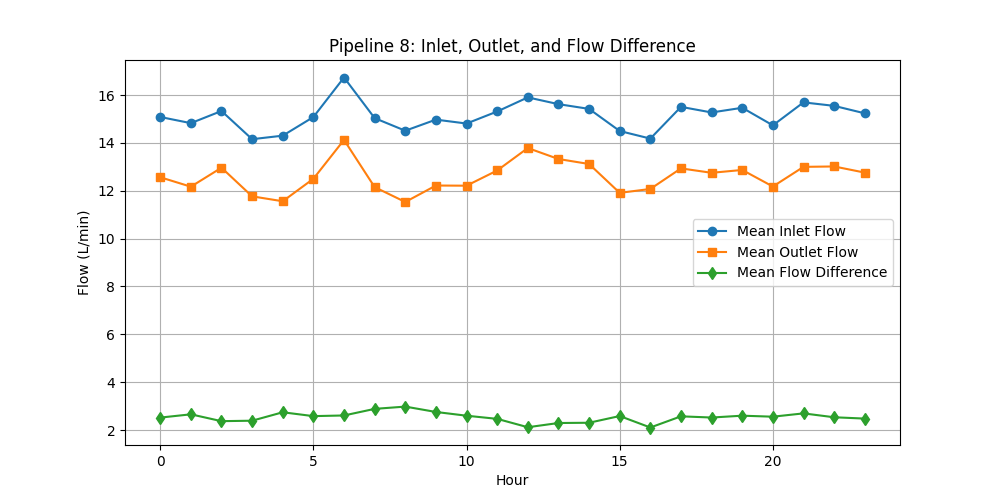 Pipeline 8: Inlet, Outlet, and Flow Difference
Flow (L/min)
16
14
12
10
8
6
4
2
Mean Inlet Flow
Mean Outlet Flow
Mean Flow Difference
0 5 10 15 20
Hour